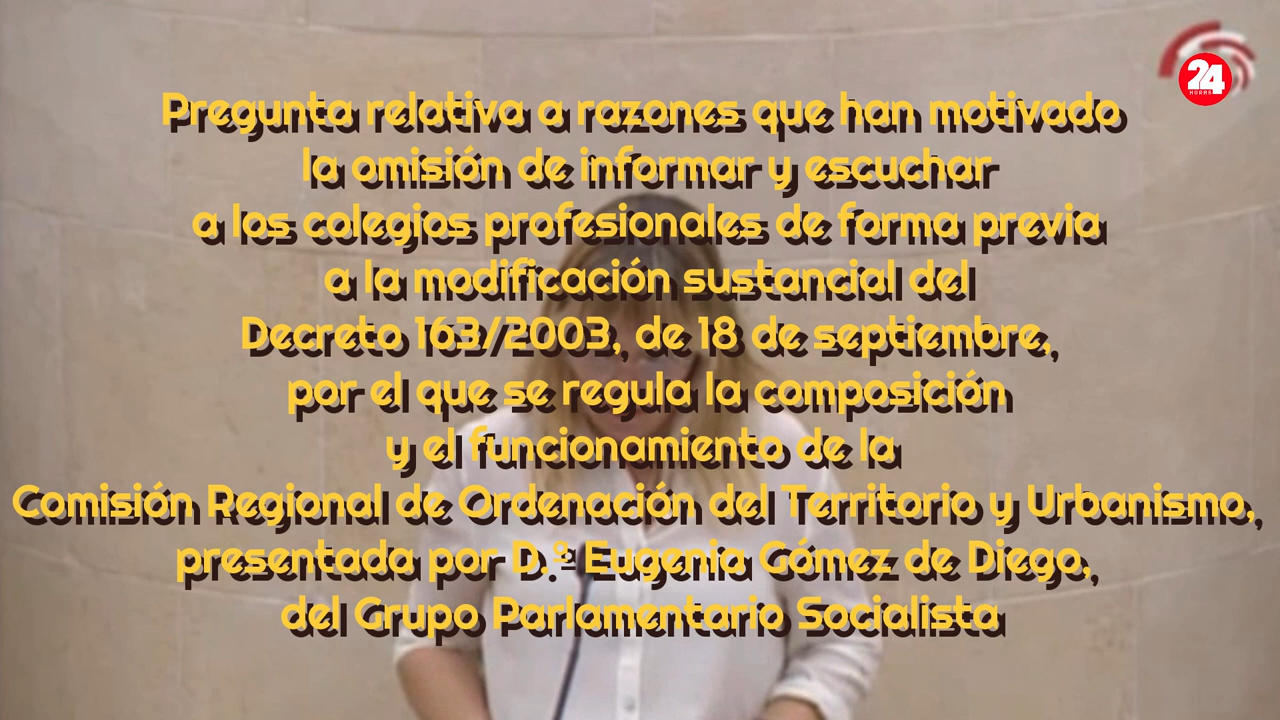 24
HORAS
Pregunta relativa a razones que han motivado
la omisión de informar y escuchar
a los colegios profesionales de forma previa
a la modificación sustancial del
Decreto 163/2003, de 18 de septiembre,
por el que se regula la composición
y el funcionamiento de la
Comisión Regional de Ordenación del Territorio y Urbanismo,
presentada por D.ª Eugenia Gómez de Diego,
del Grupo Parlamentario Socialista